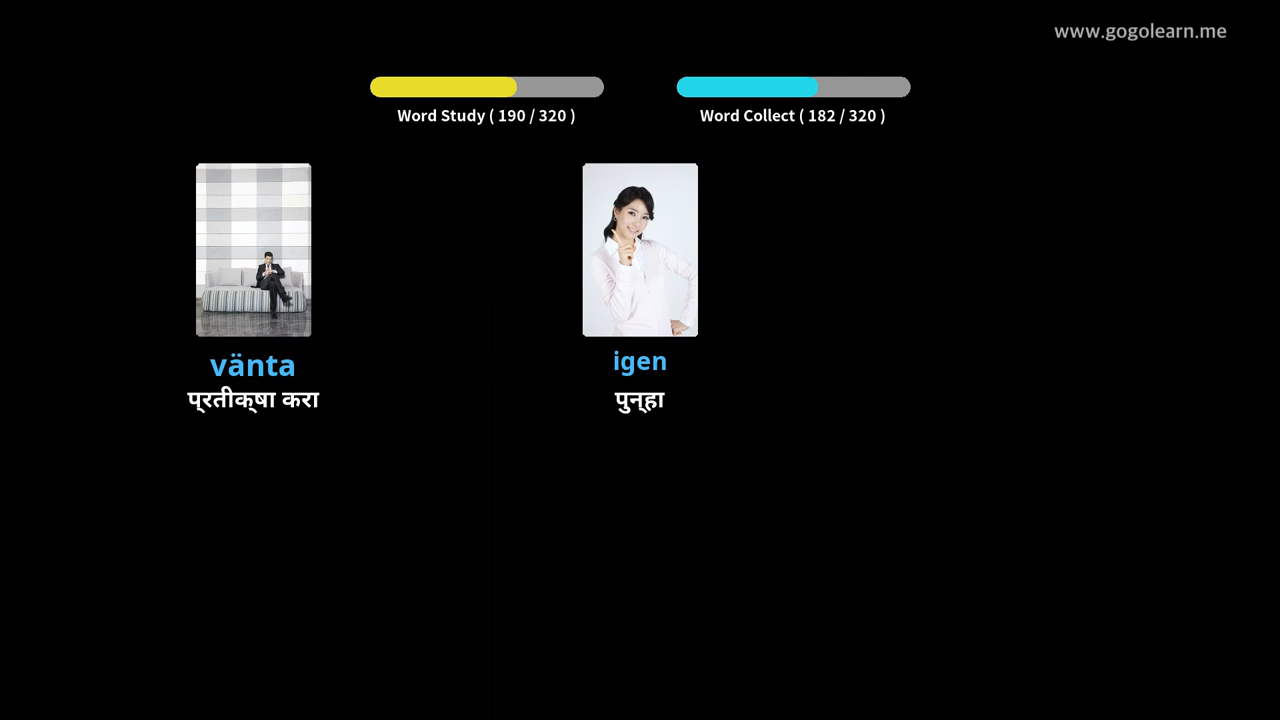 www.gogolearn.me
Word Study ( 190 / 320 )
Word Collect ( 182 / 320 )
vänta
प्रतीक्षा करा
igen
पुन्हा